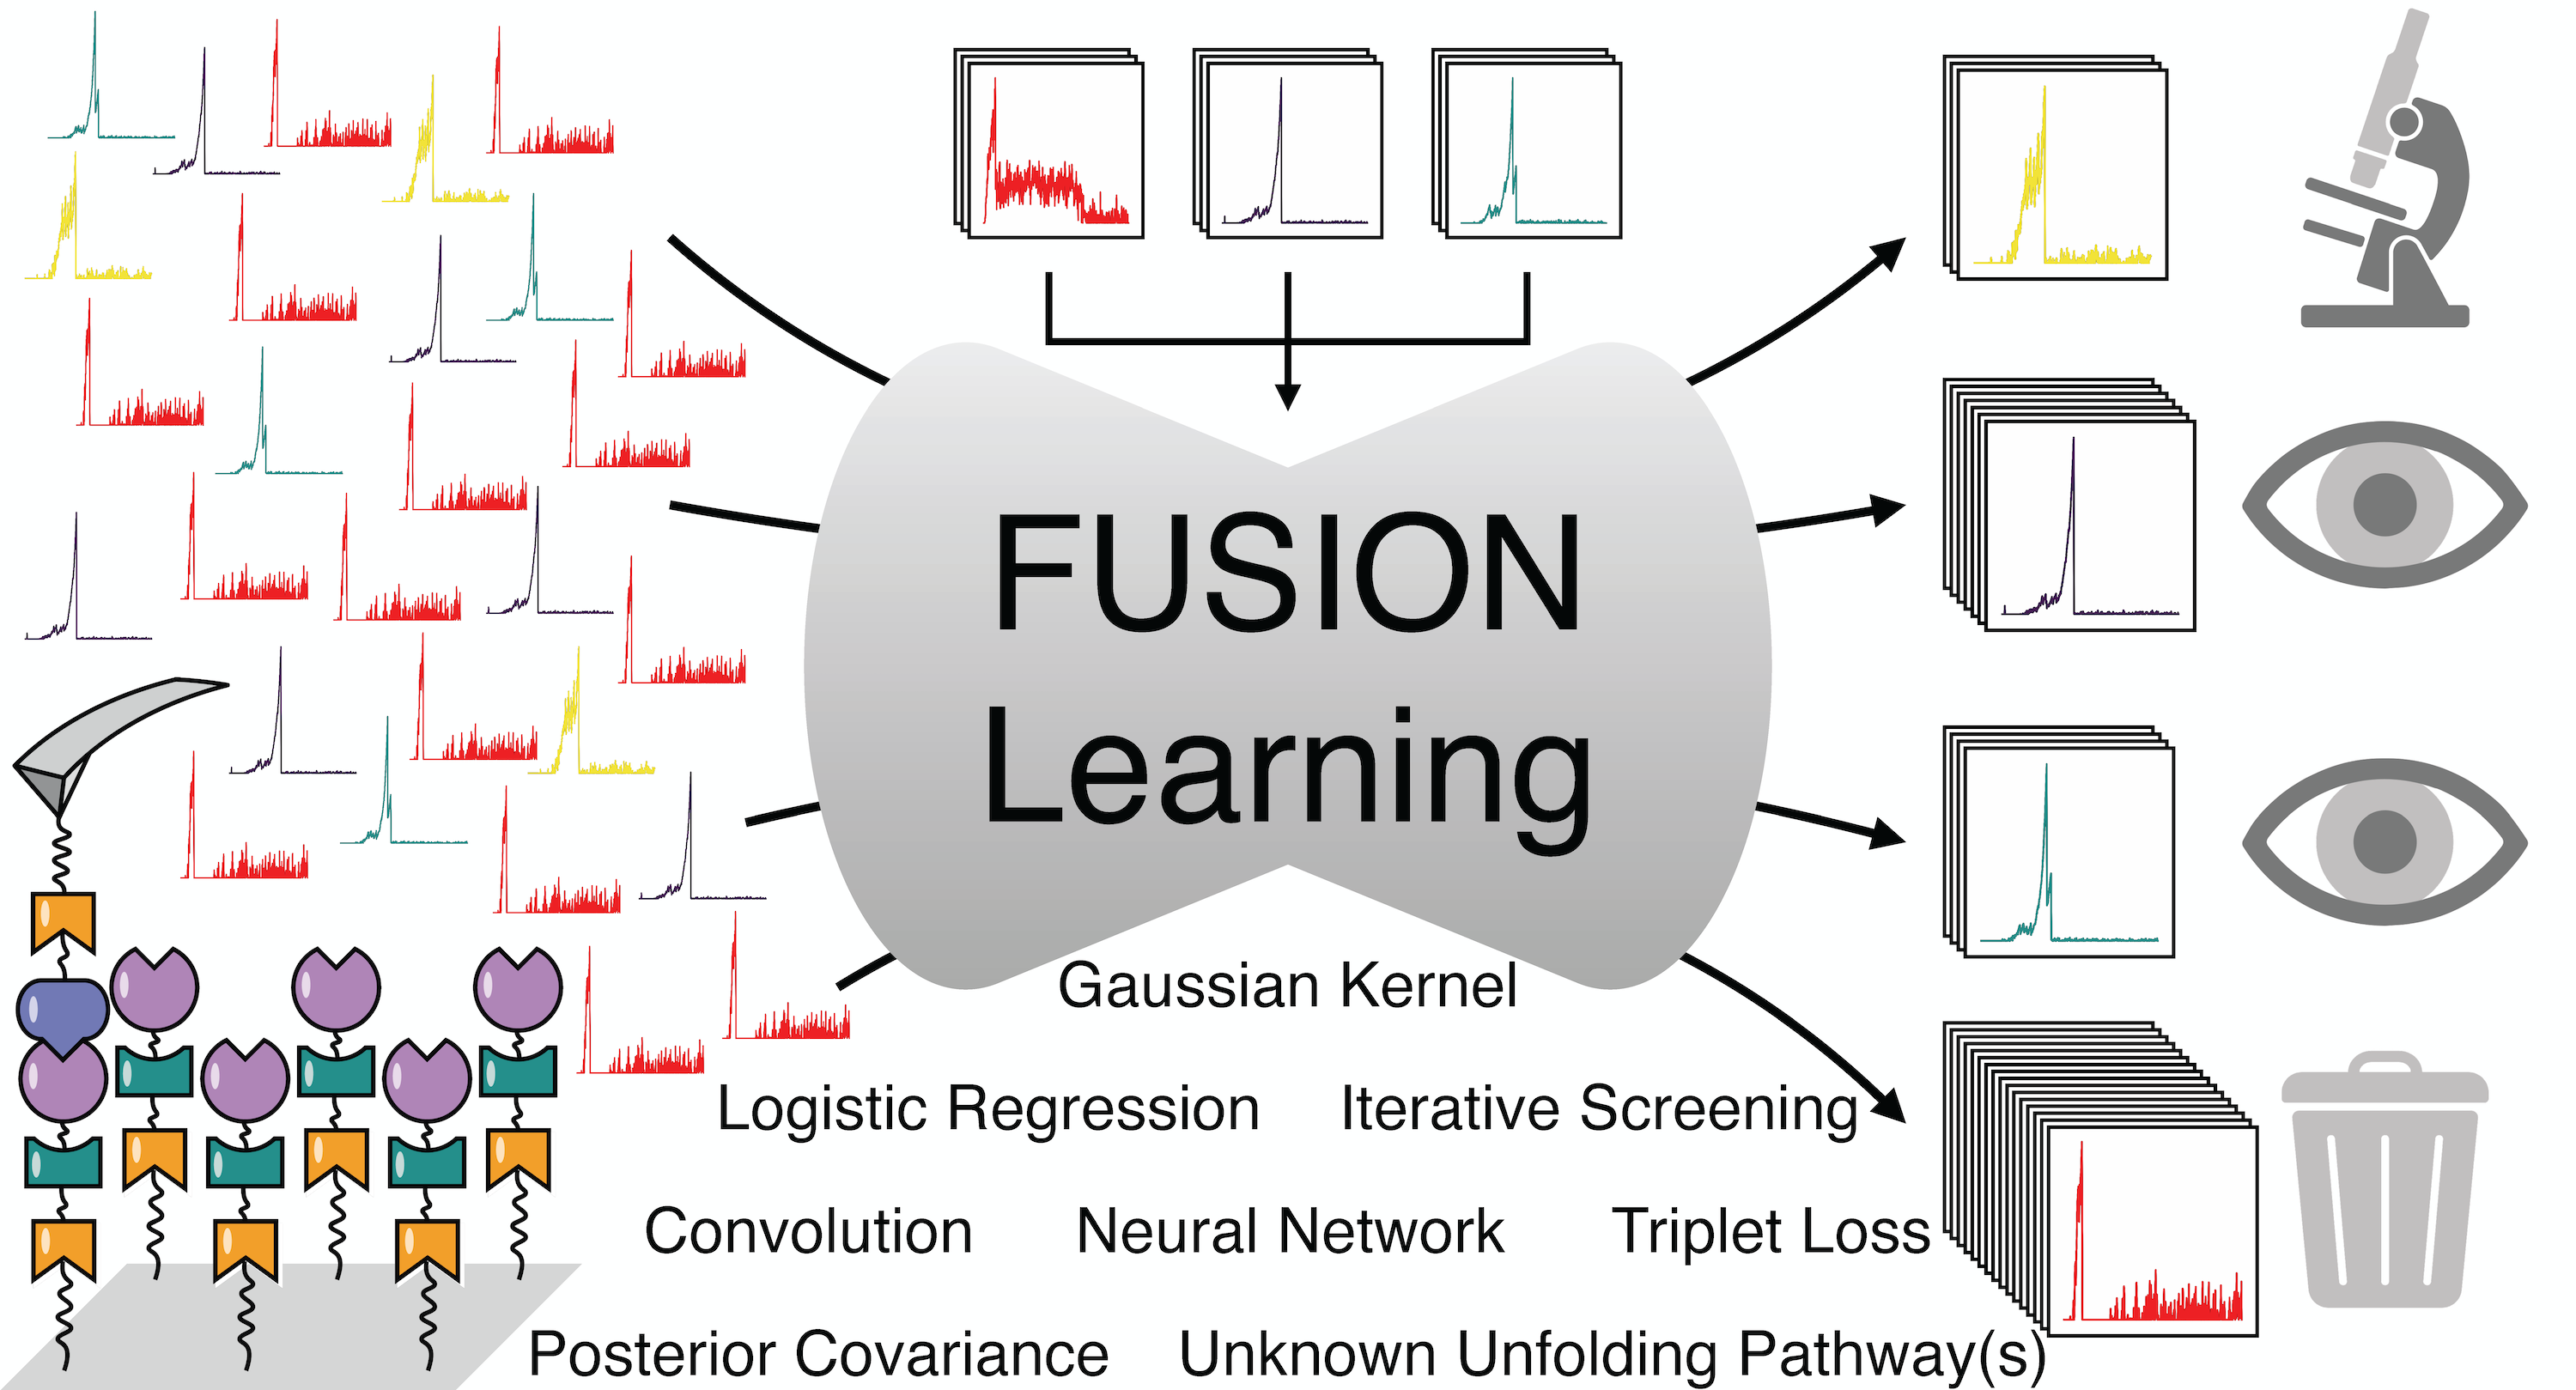 FUSION
Learning
Gaussian Kernel
Logistic Regression Iterative Screening
Convolution Neural Network Triplet Loss
Posterior Covariance Unknown Unfolding Pathway(s)